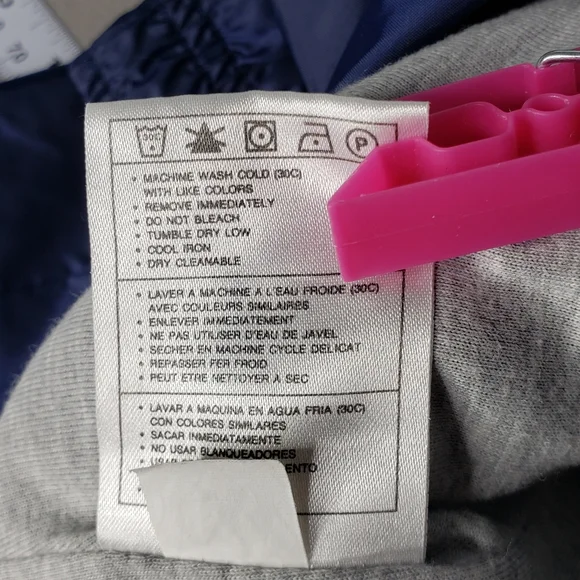 70
30C
P
• MACHINE WASH COLD (30C)
WITH LIKE COLORS
• REMOVE IMMEDIATELY
• DO NOT BLEACH
• TUMBLE DRY LOW
• COOL IRON
• DRY CLEANABLE
• LAVER A MACHINE A L'EAU FROIDE (30C)
AVEC COULEURS SIMILAIRES
• ENLEVER IMMEDIATEMENT
• NE PAS UTILISER D'EAU DE JAVEL
• SECHER EN MACHINE CYCLE DELICAT
• REPASSER FER FROID
• PEUT ETRE NETTOYER A SEC
• LAVAR A MAQUINA EN AGUA FRIA (30C)
CON COLORES SIMILARES
• SACAR INMEDIATAMENTE
• NO USAR BLANQUEADORES